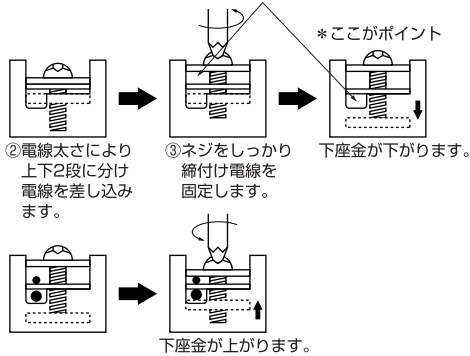 ＊ここがポイント
②電線太さにより
上下2段に分け
電線を差し込み
ます。
③ネジをしっかり
締付け電線を
固定します。
下座金が下がります。
下座金が上がります。